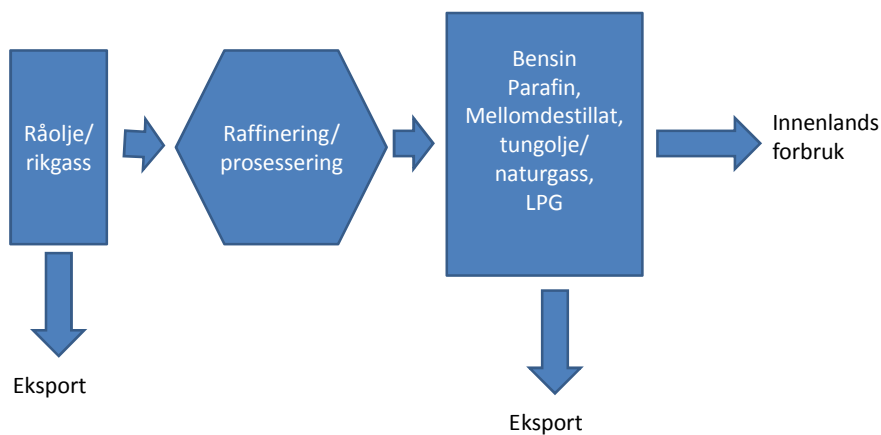 Råolje/
rikgass
Raffinering/
prosessering
Bensin
Parafin,
Mellomdestillat,
tungolje/
naturgass,
LPG
Innenlands
forbruk
Eksport
Eksport